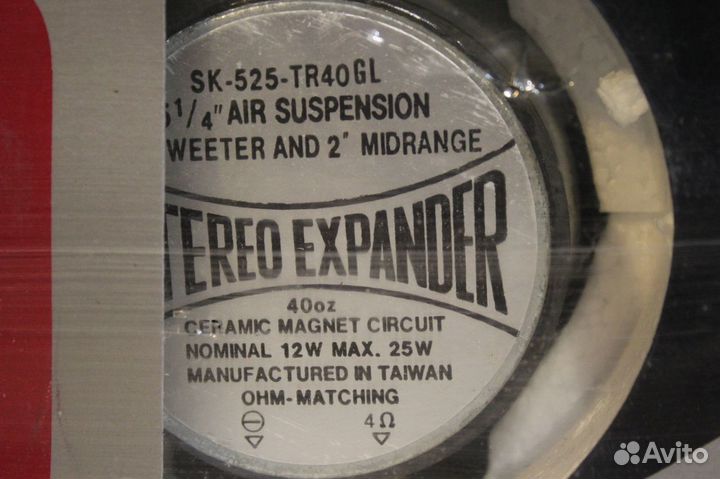 SK-525-TR40GL
5 1/4" AIR SUSPENSION
WEETER AND 2" MIDRANGE
TEREO EXPANDER
40oz
CERAMIC MAGNET CIRCUIT
NOMINAL 12W MAX. 25W
MANUFACTURED IN TAIWAN
OHM-MATCHING
⊖ 4Ω
Avito